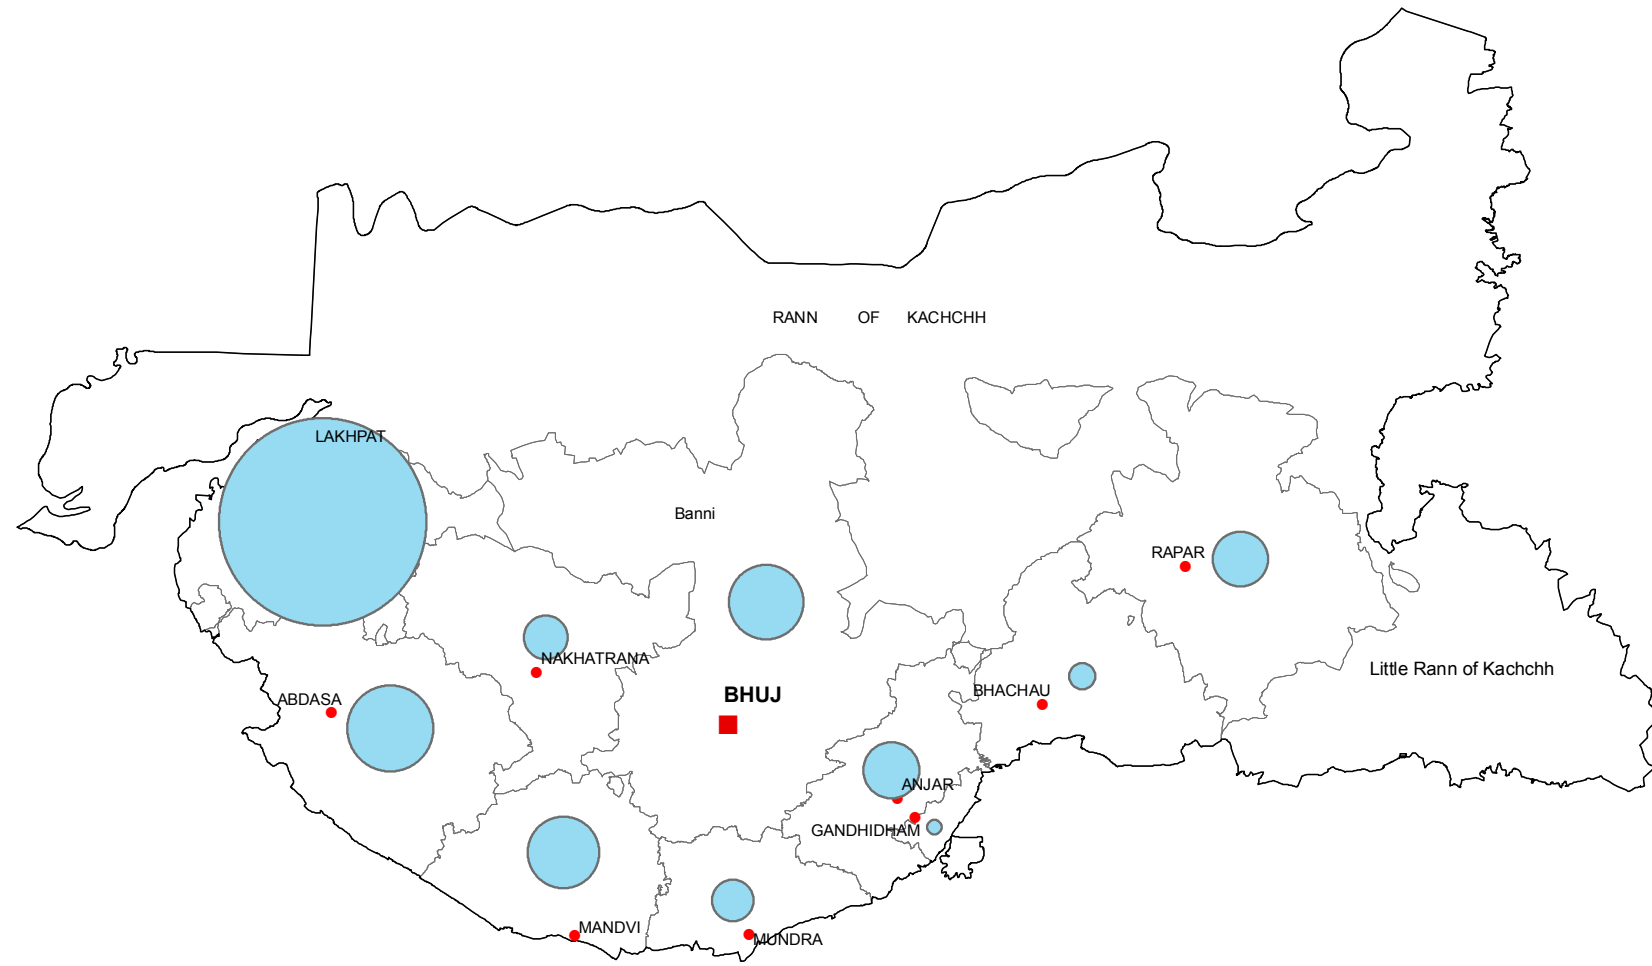 RANN OF KACHCHH
LAKHPAT
Banni
RAPAR
NAKHATRANA
Little Rann of Kachchh
BHUJ
BHACHAU
ABDASA
ANJAR
GANDHIDHAM
MANDVI
MUNDRA